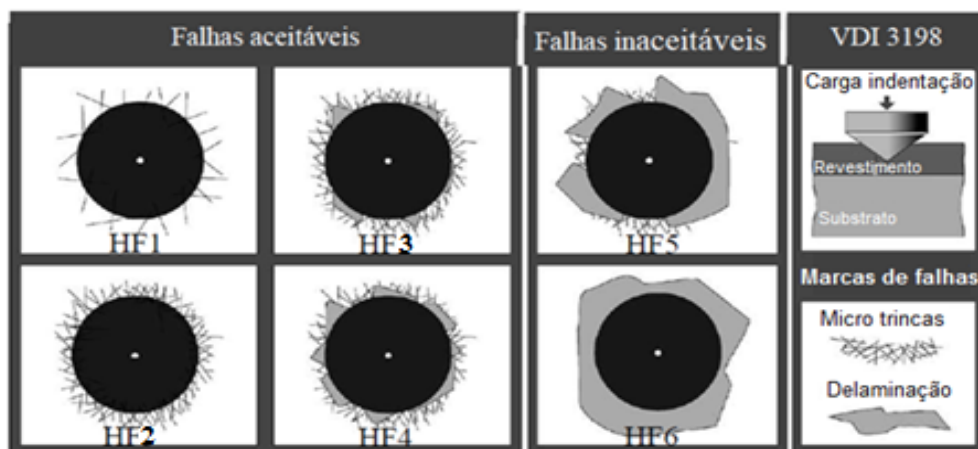 Falhas aceitáveis
Falhas inaceitáveis
VDI 3198
HF1
HF3
HF5
Carga indentação
Revestimento
Substrato
HF2
HF4
HF6
Marcas de falhas
Micro trincas
Delaminação